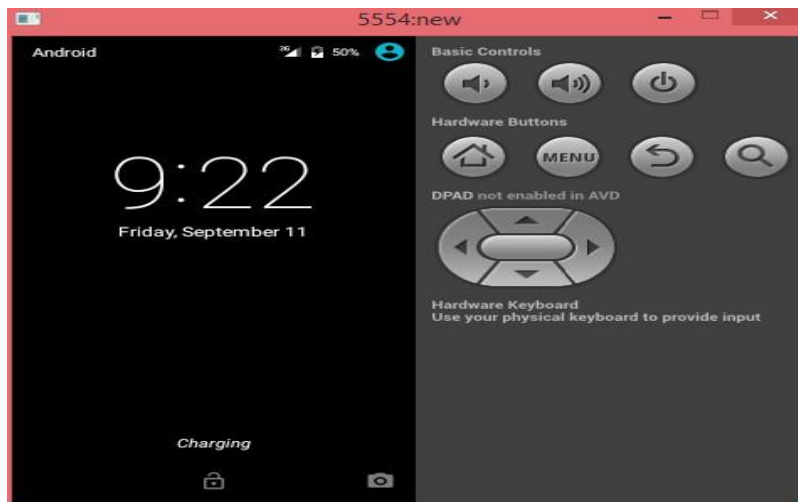 5554:new
Android
3G
50%
9:22
Friday, September 11
Charging
Basic Controls
Hardware Buttons
MENU
DPAD not enabled in AVD
Hardware Keyboard
Use your physical keyboard to provide input